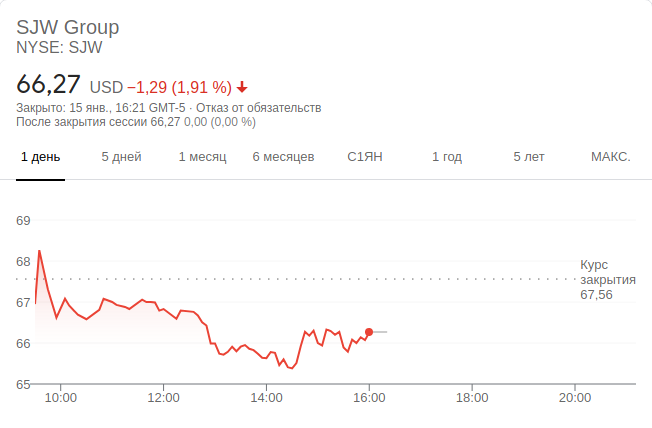 SJW Group
NYSE: SJW
66,27 USD −1,29 (1,91 %)
Закрыто: 15 янв., 16:21 GMT-5 · Отказ от обязательств
После закрытия сессии 66,27 0,00 (0,00 %)
1 день 5 дней 1 месяц 6 месяцев С1ЯН 1 год 5 лет МАКС.
69
68
67
66
65
Курс
закрытия
67,56
10:00 12:00 14:00 16:00 18:00 20:00